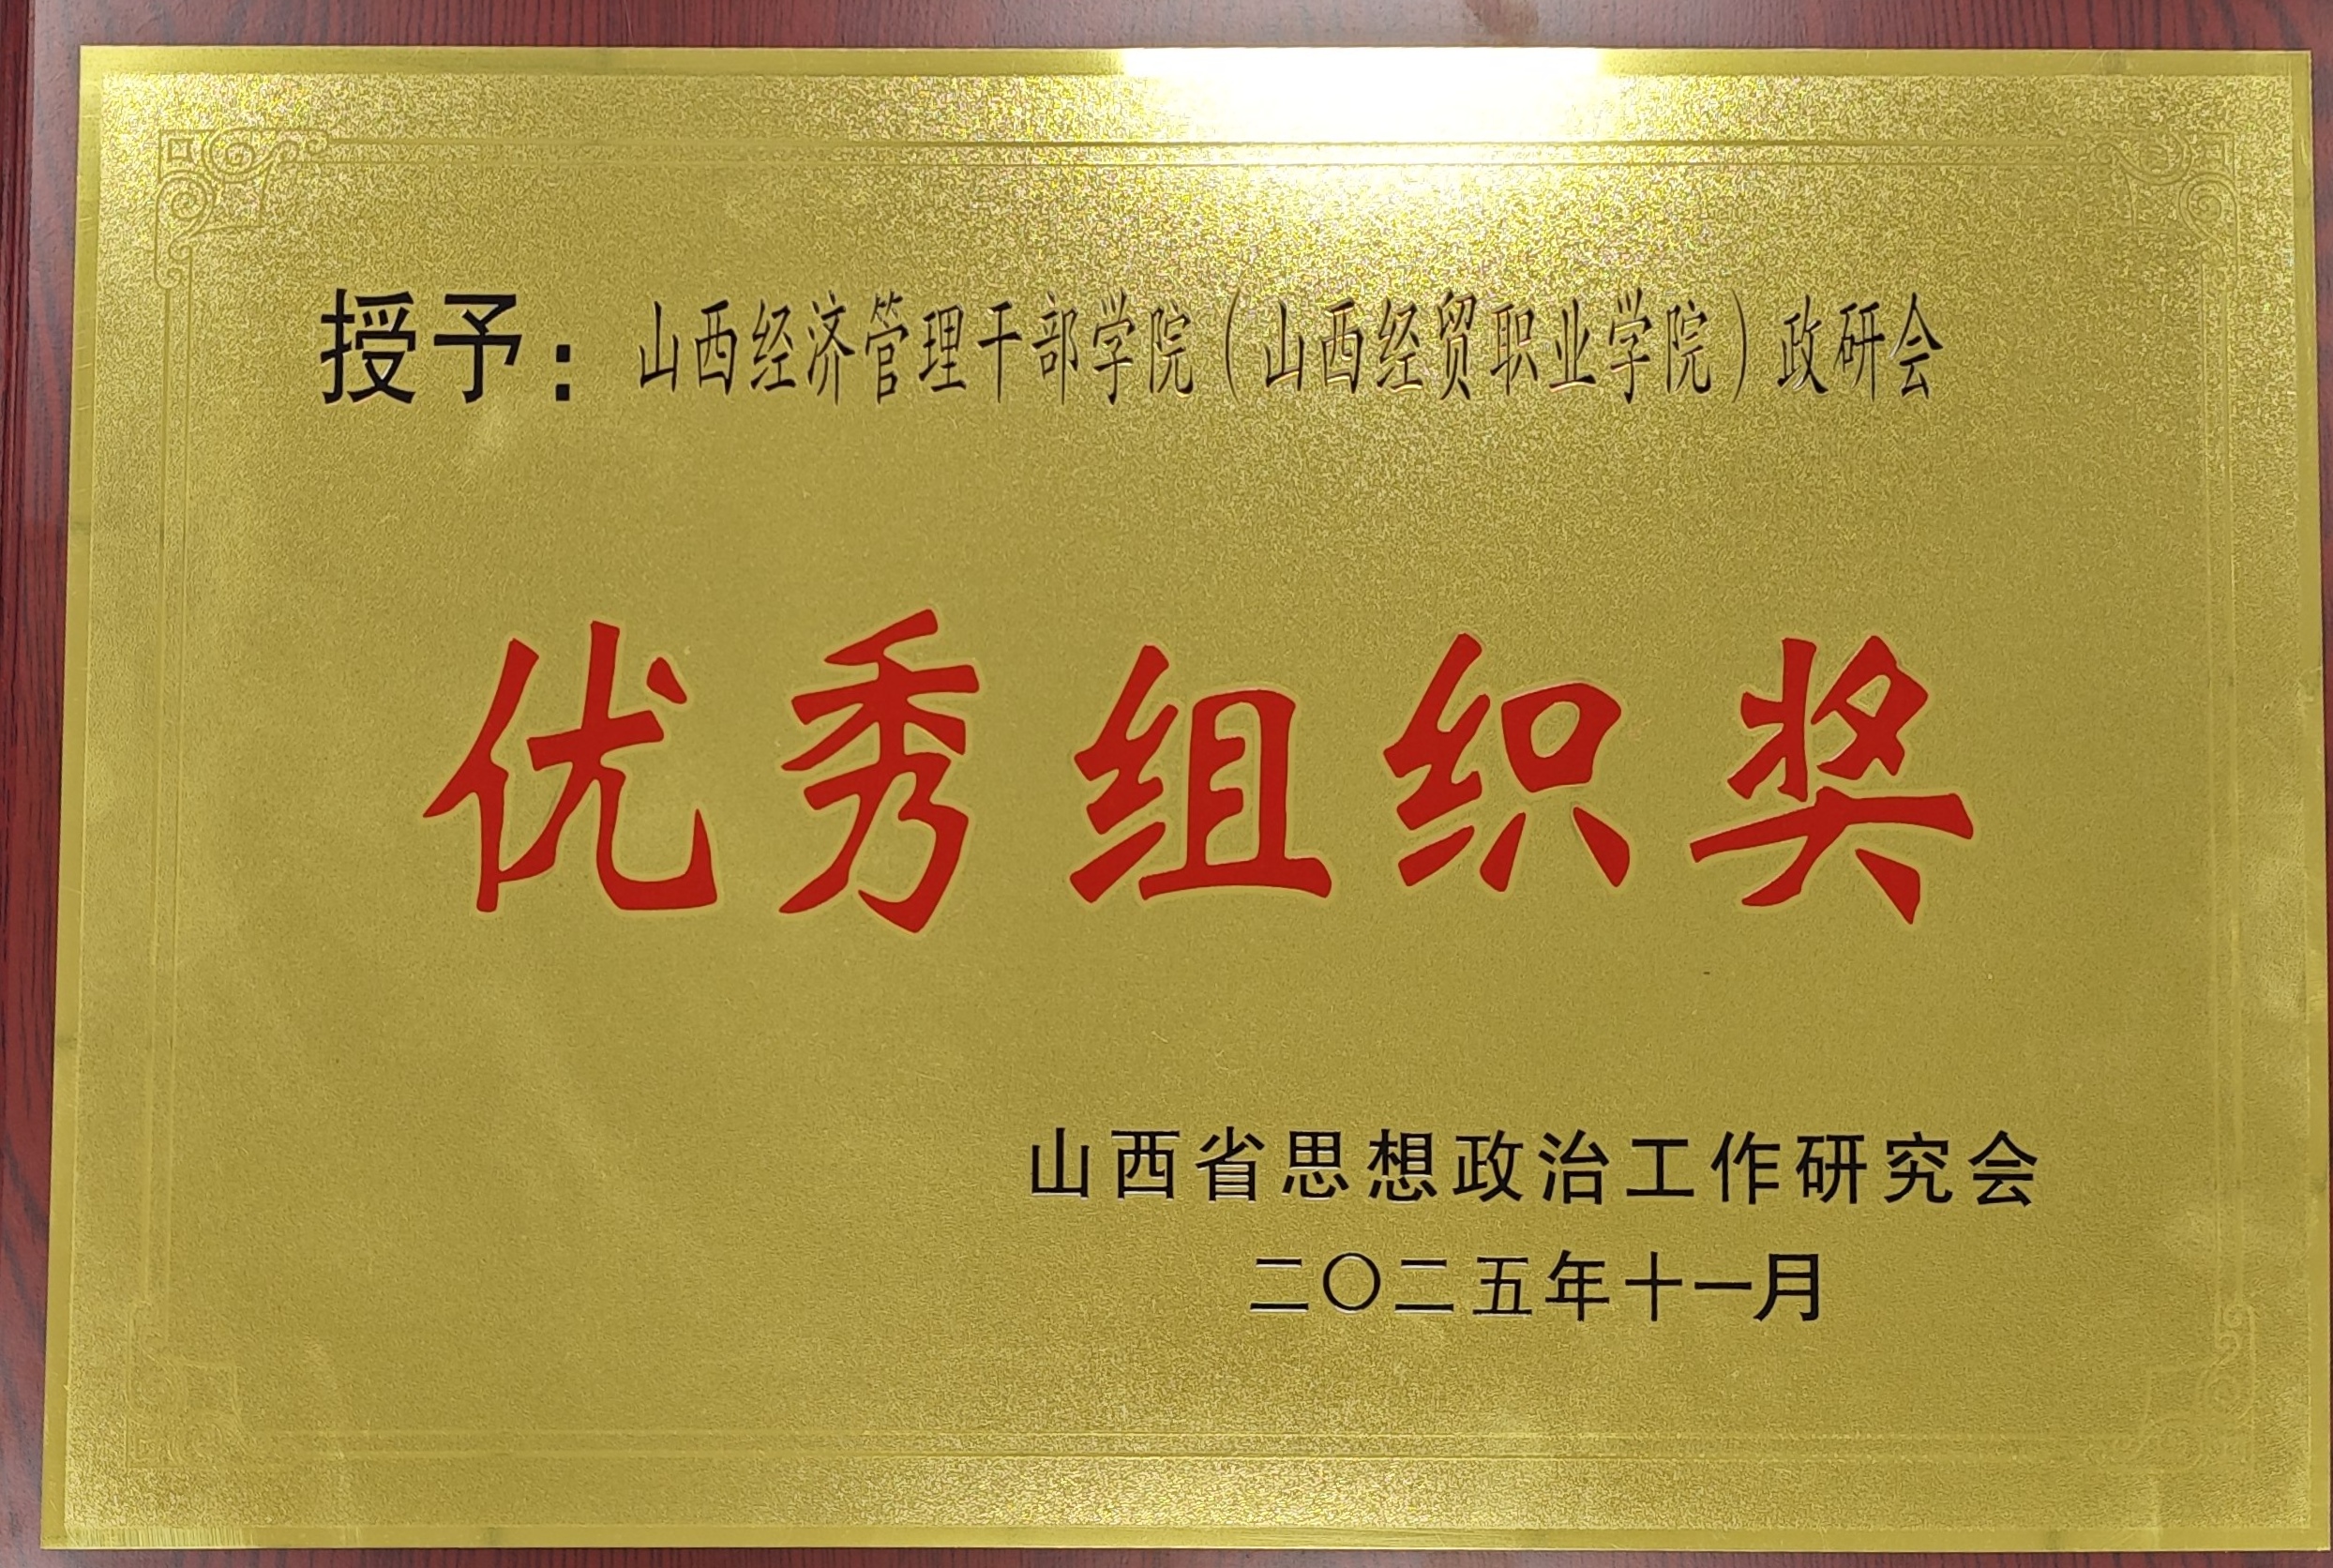 授予：山西经济管理干部学院（山西经贸职业学院）政研会
优秀组织奖
山西省思想政治工作研究会
二〇二五年十一月